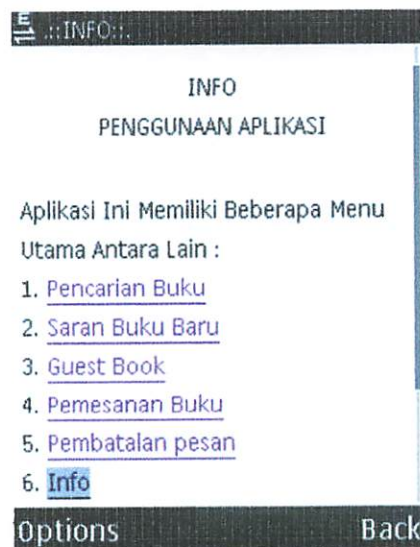 E
.::INFO::.
INFO
PENGGUNAAN APLIKASI
Aplikasi Ini Memiliki Beberapa Menu
Utama Antara Lain :
1. Pencarian Buku
2. Saran Buku Baru
3. Guest Book
4. Pemesanan Buku
5. Pembatalan pesan
6. Info
Options Back